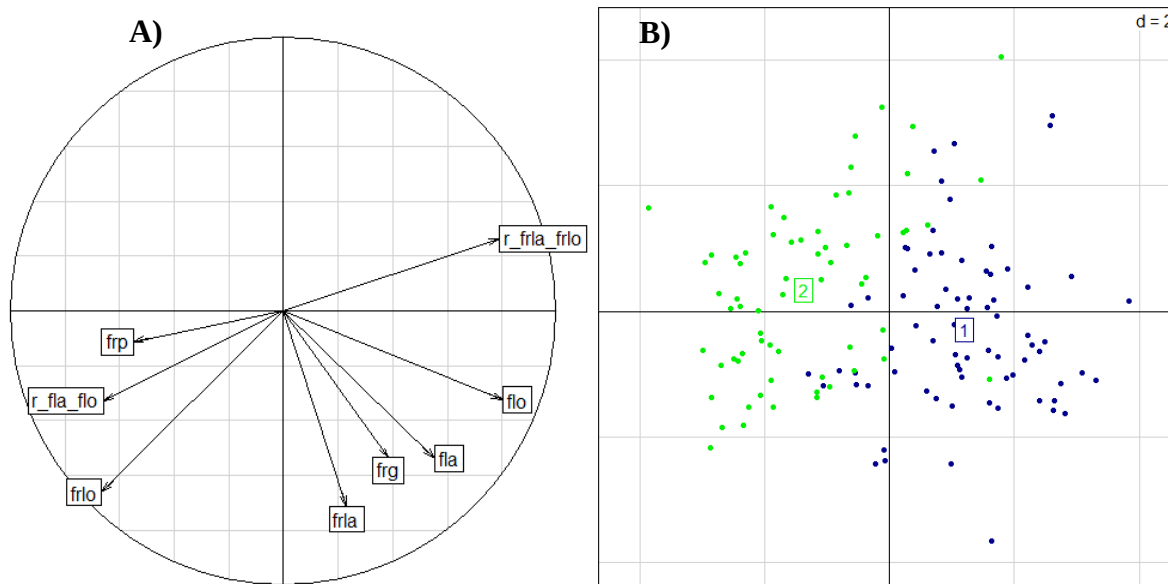 A)
r_frla_frlo
frp
r_fla_flo
frlo
flo
fla
frg
frla
B)
d = 2
2
1